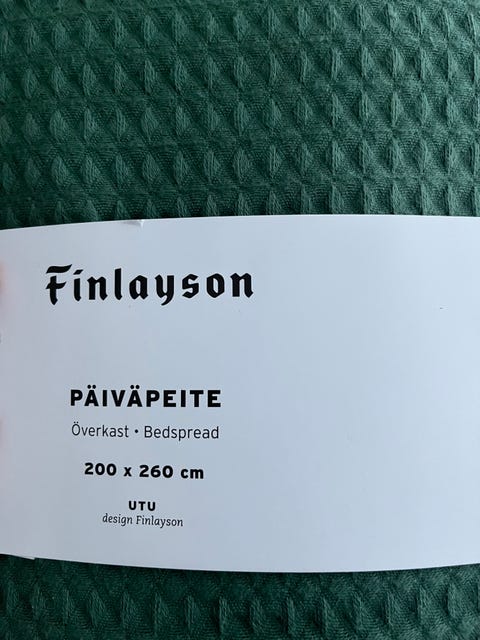 Finlayson
PÄIVÄPEITE
Överkast • Bedspread
200 x 260 cm
UTU
design Finlayson